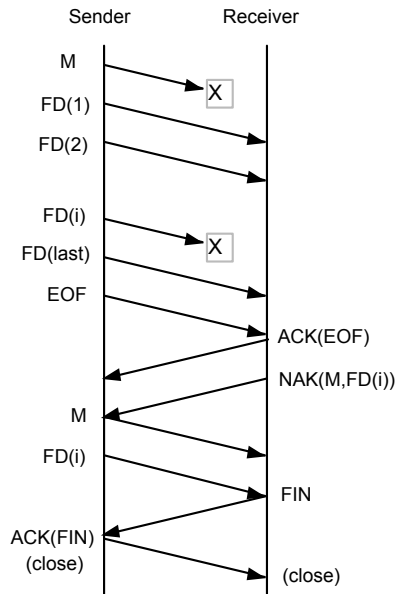 Sender Receiver
M
X
FD(1)
FD(2)
FD(i)
X
FD(last)
EOF
ACK(EOF)
NAK(M,FD(i))
M
FD(i)
FIN
ACK(FIN)
(close)
(close)